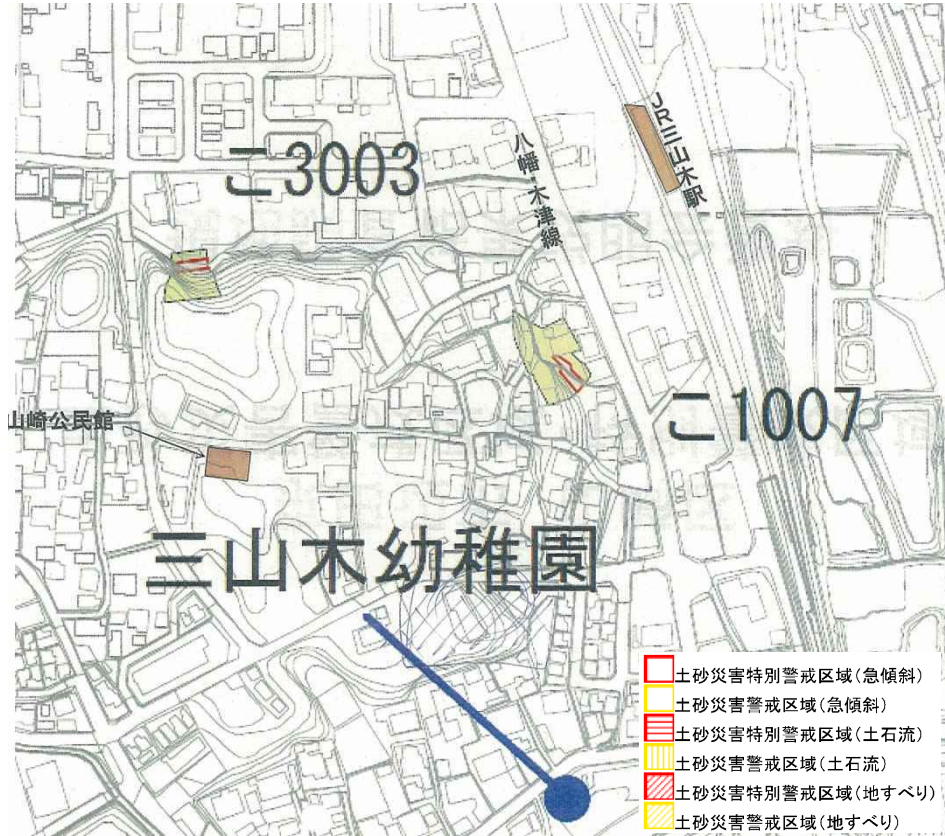 こ3003
八幡木津線
JR三山木駅
こ1007
山崎公民館
三山木幼稚園
土砂災害特別警戒区域(急傾斜)
土砂災害警戒区域(急傾斜)
土砂災害特別警戒区域(土石流)
土砂災害警戒区域(土石流)
土砂災害特別警戒区域(地すべり)
土砂災害警戒区域(地すべり)